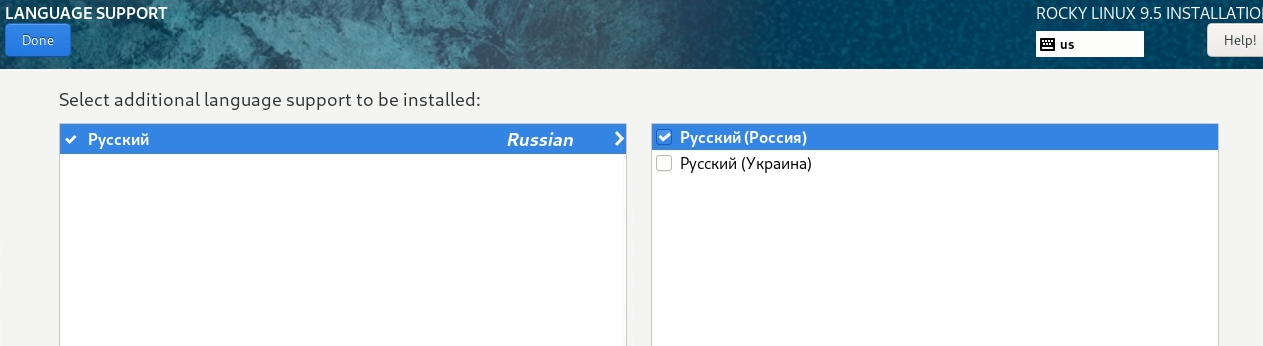 LANGUAGE SUPPORT
ROCKY LINUX 9.5 INSTALLATIO
Done
us
Help!
Select additional language support to be installed:
Русский Russian
Русский (Россия)
Русский (Украина)